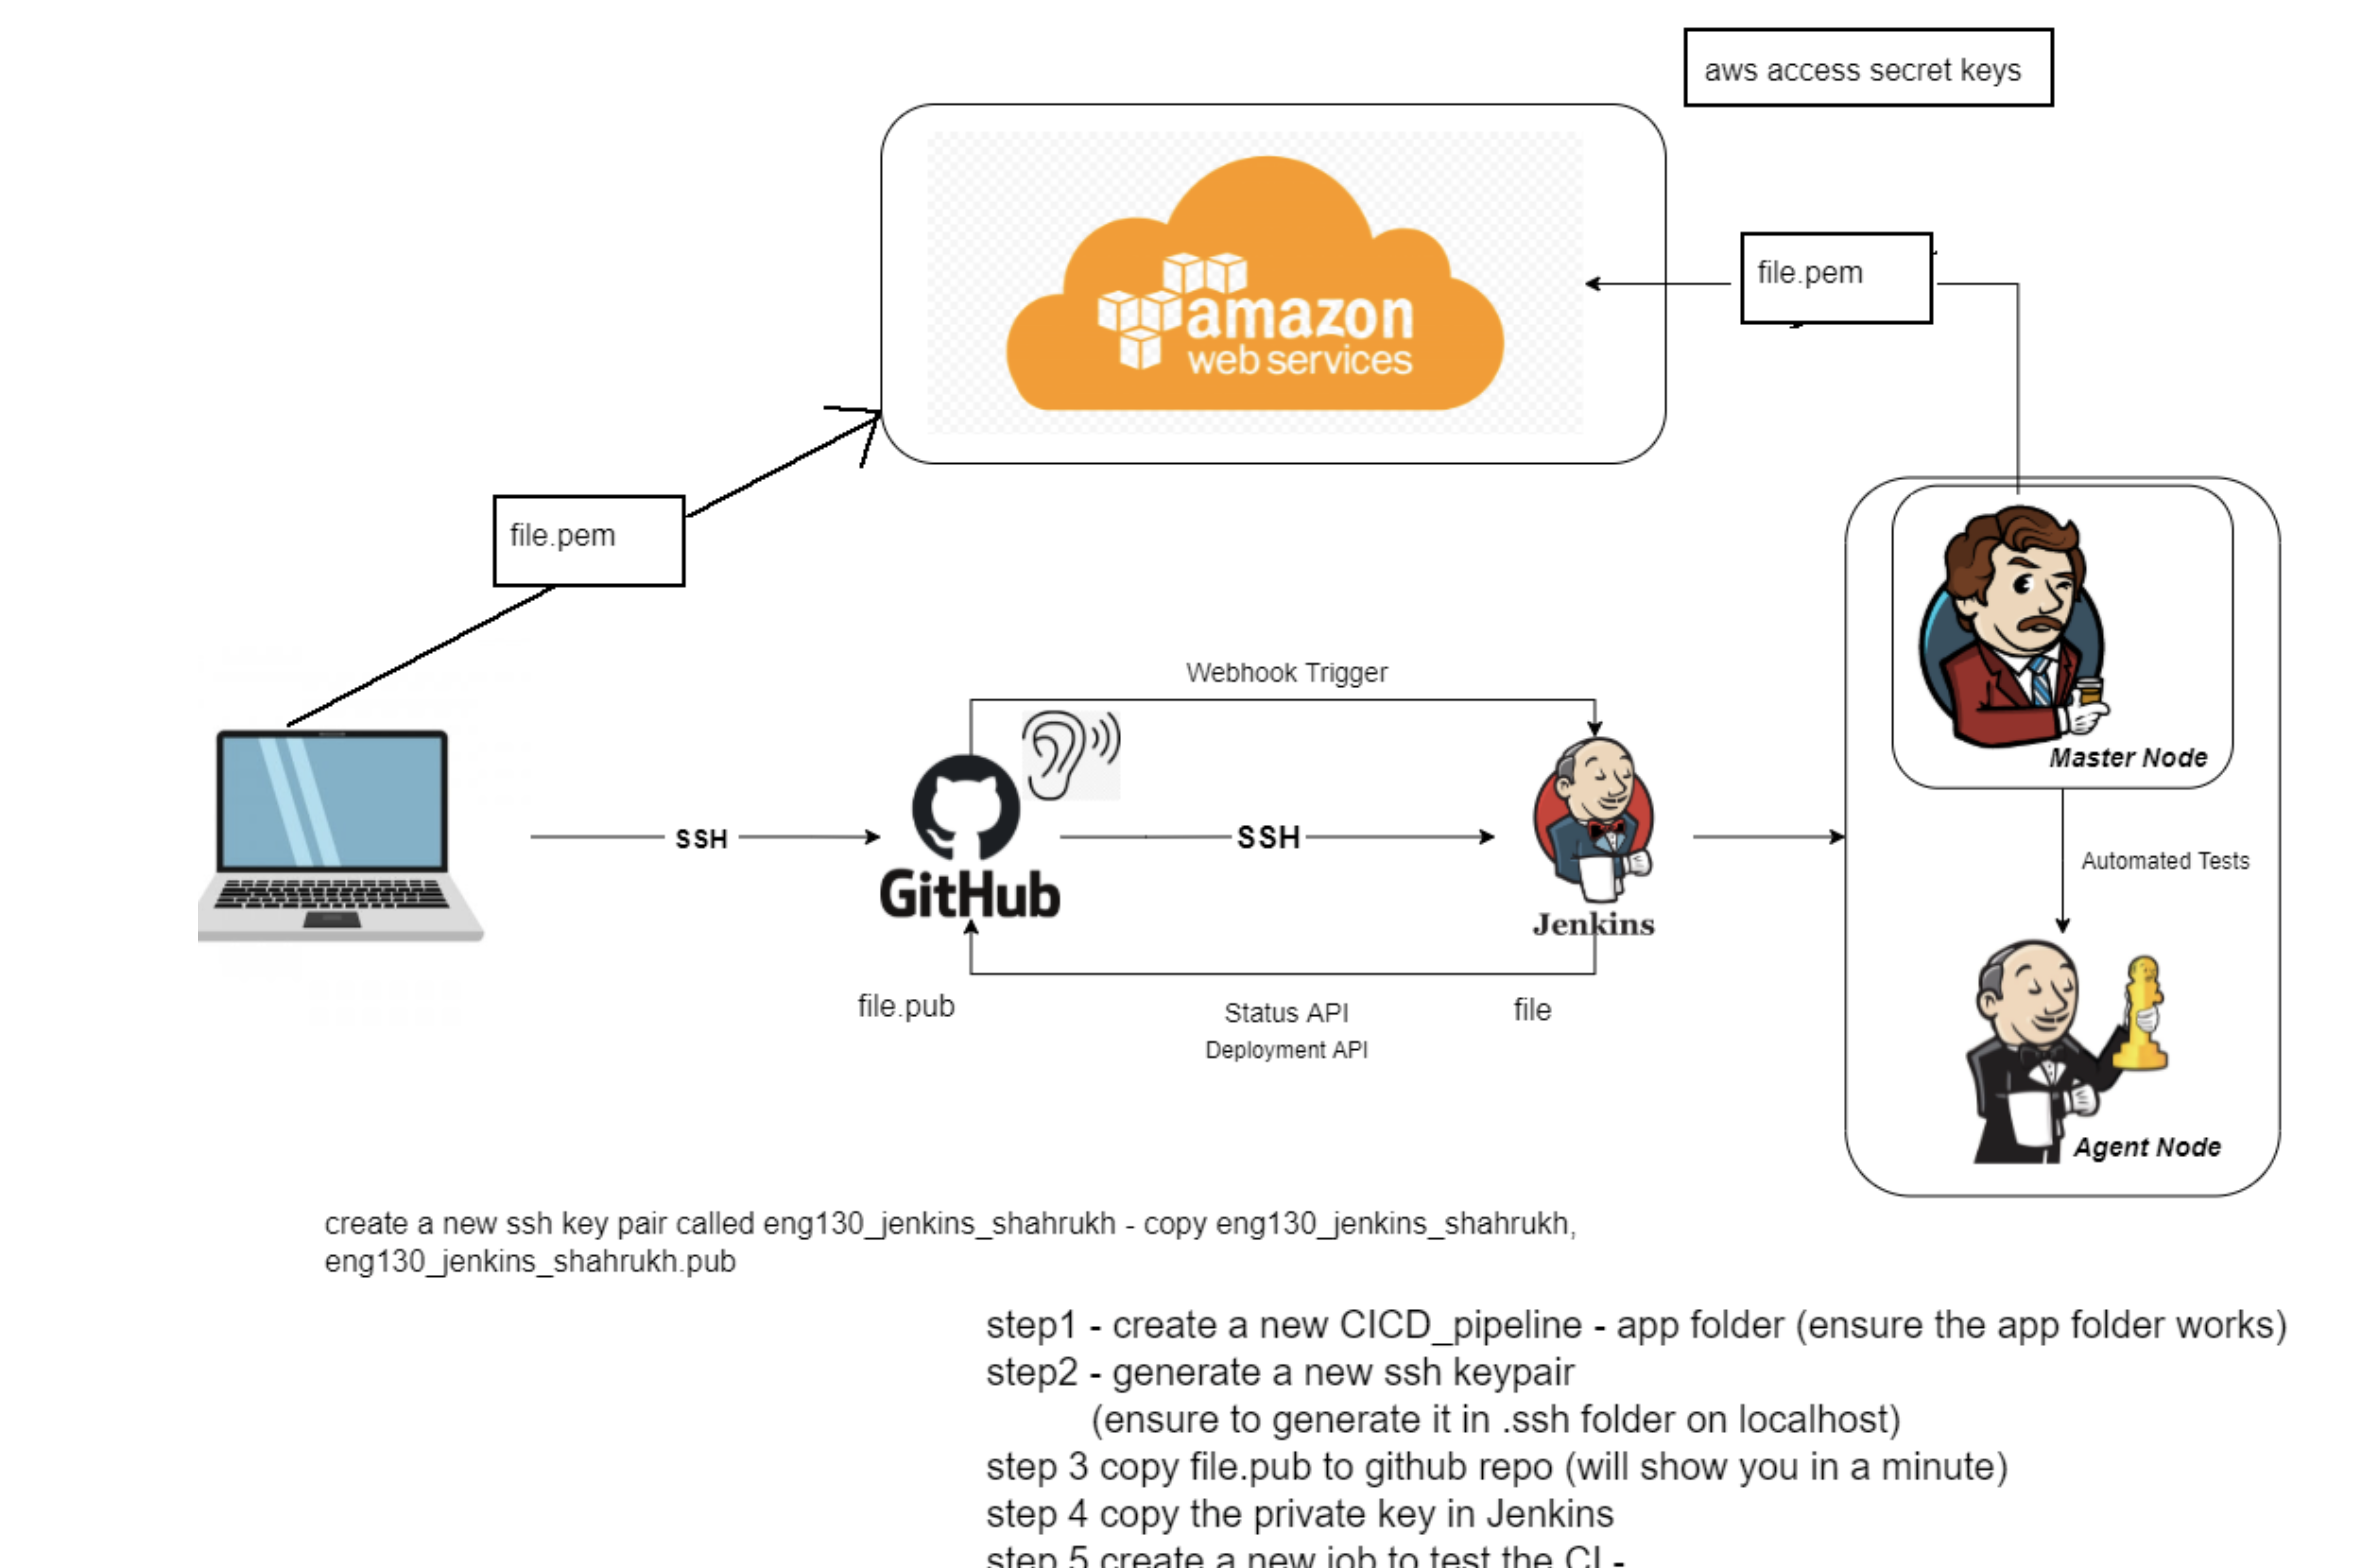 aws access secret keys
amazon
web services
file.pem
file.pem
Webhook Trigger
Master Node
SSH
GitHub
SSH
Jenkins
Automated Tests
file.pub
Status API
Deployment API
file
Agent Node
create a new ssh key pair called eng130_jenkins_shahrukh - copy eng130_jenkins_shahrukh,
eng130_jenkins_shahrukh.pub
step1 - create a new CICD_pipeline - app folder (ensure the app folder works)
step2 - generate a new ssh keypair
(ensure to generate it in .ssh folder on localhost)
step 3 copy file.pub to github repo (will show you in a minute)
step 4 copy the private key in Jenkins
step 5 create a new job to test the CI -